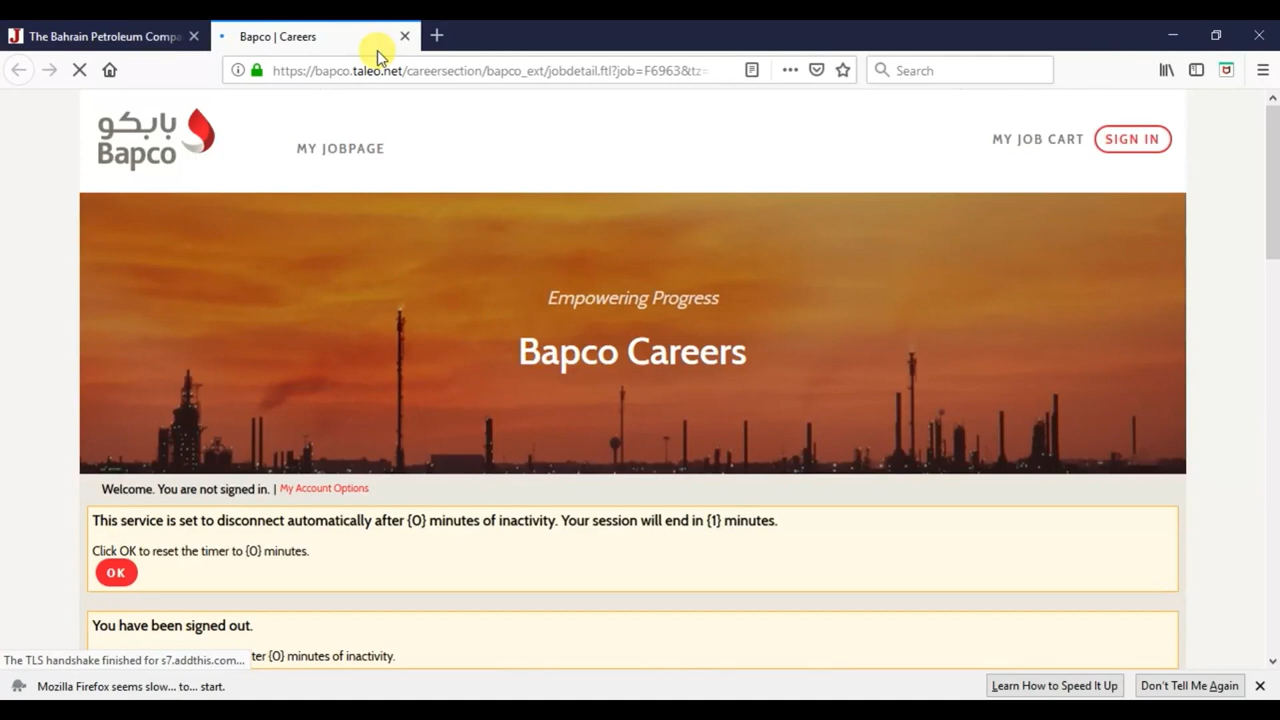 The Bahrain Petroleum Compa
Bapco | Careers
https://bapco.taleo.net/careersection/bapco_ext/jobdetail.ftl?job=F6963&tz=
Search
بابكو
Bapco
MY JOBPAGE
MY JOB CART
SIGN IN
Empowering Progress
Bapco Careers
Welcome. You are not signed in. | My Account Options
This service is set to disconnect automatically after {0} minutes of inactivity. Your session will end in {1} minutes.
Click OK to reset the timer to {0} minutes.
OK
You have been signed out.
ter {0} minutes of inactivity.
The TLS handshake finished for s7.addthis.com...
Mozilla Firefox seems slow... to... start.
Learn How to Speed It Up
Don't Tell Me Again